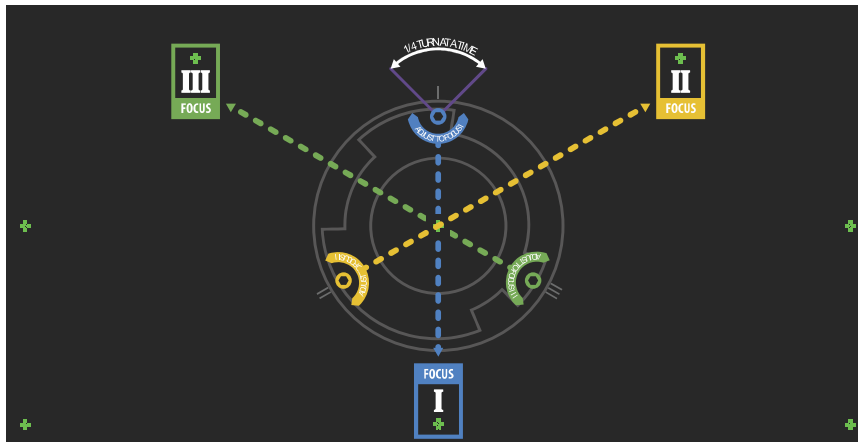 1/4 TURN AT A TIME
III
FOCUS
II
FOCUS
ADJUST TO FOCUS I
FOCUS
I